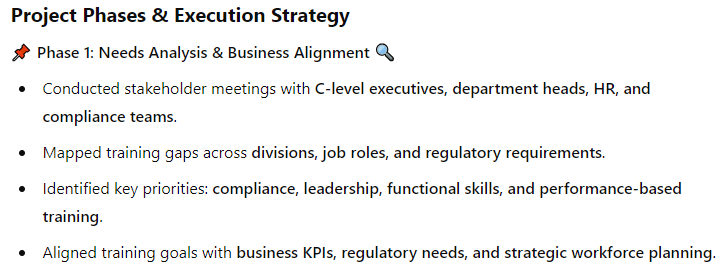 Project Phases & Execution Strategy
📌 Phase 1: Needs Analysis & Business Alignment 🔍
• Conducted stakeholder meetings with C-level executives, department heads, HR, and
compliance teams.
• Mapped training gaps across divisions, job roles, and regulatory requirements.
• Identified key priorities: compliance, leadership, functional skills, and performance-based
training.
• Aligned training goals with business KPIs, regulatory needs, and strategic workforce planning.